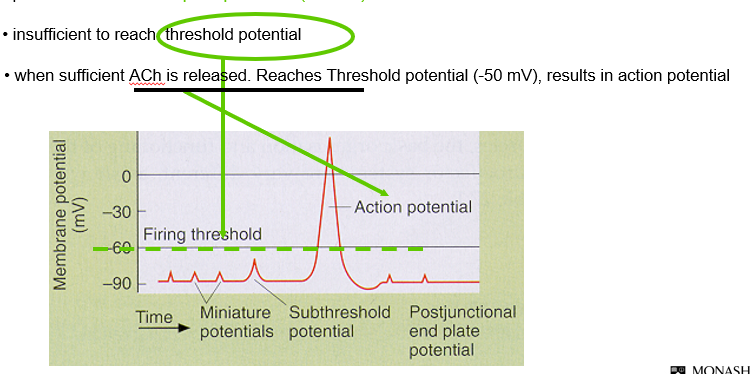 • insufficient to reach threshold potential
• when sufficient ACh is released. Reaches Threshold potential (-50 mV), results in action potential
Membrane potential
(mV)
0
–30
–60
–90
Action potential
Firing threshold
Time
Miniature
potentials
Subthreshold
potential
Postjunctional
end plate
potential
MONASH